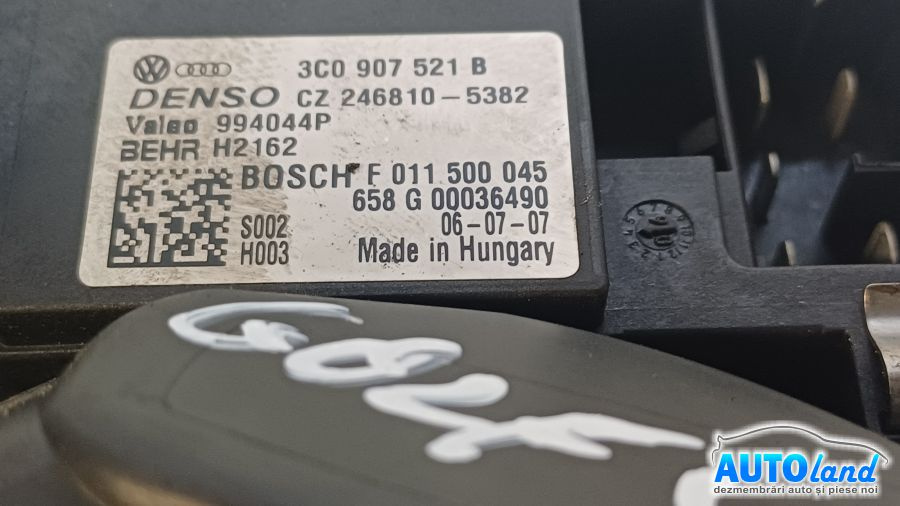 3C0 907 521 B
DENSO CZ 246810-5382
Valeo 994044P
BEHR H2162
BOSCH F 011 500 045
658 G 00036490
S002 06-07-07
H003 Made in Hungary
AUTOland
dezmembrări auto și piese noi